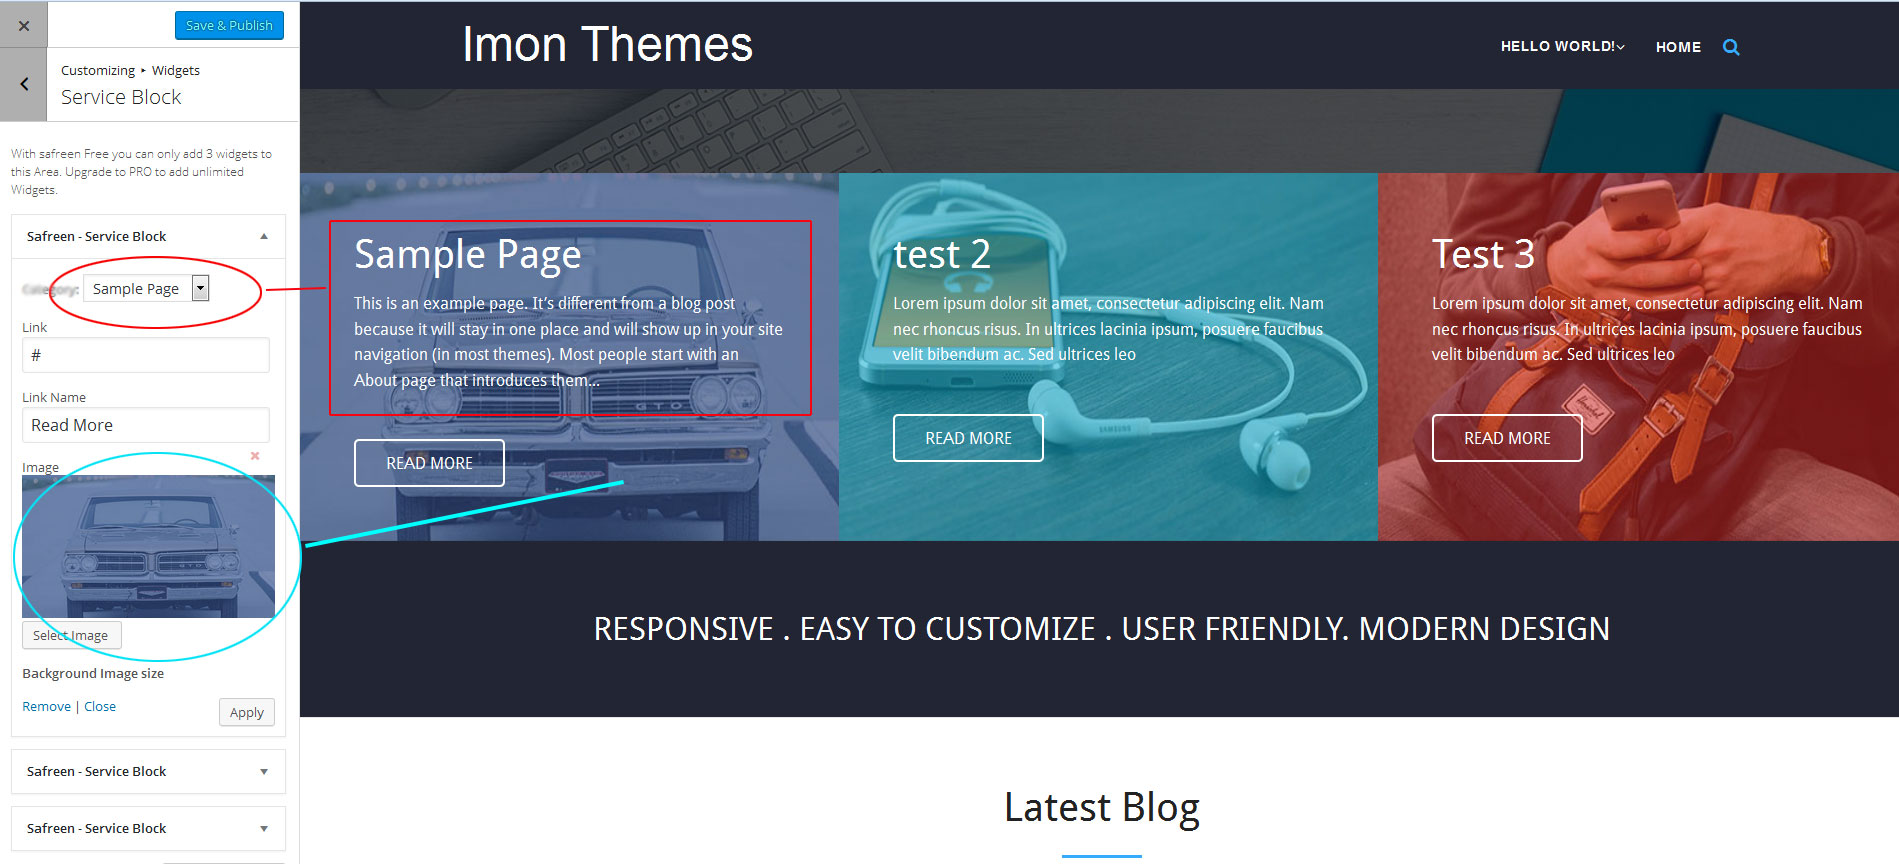 Save & Publish
Customizing ▸ Widgets
Service Block
With safreen Free you can only add 3 widgets to
this Area. Upgrade to PRO to add unlimited
Widgets.
Safreen - Service Block
Category: Sample Page
Link
#
Link Name
Read More
Image
Select Image
Background Image size
Remove | Close
Apply
Safreen - Service Block
Safreen - Service Block
Imon Themes
HELLO WORLD!
HOME
Sample Page
This is an example page. It’s different from a blog post
because it will stay in one place and will show up in your site
navigation (in most themes). Most people start with an
About page that introduces them...
READ MORE
test 2
Lorem ipsum dolor sit amet, consectetur adipiscing elit. Nam
nec rhoncus risus. In ultrices lacinia ipsum, posuere faucibus
velit bibendum ac. Sed ultrices leo
READ MORE
SAMSUNG
Test 3
Lorem ipsum dolor sit amet, consectetur adipiscing elit. Nam
nec rhoncus risus. In ultrices lacinia ipsum, posuere faucibus
velit bibendum ac. Sed ultrices leo
READ MORE
Herschel
GTO
RESPONSIVE . EASY TO CUSTOMIZE . USER FRIENDLY. MODERN DESIGN
Latest Blog